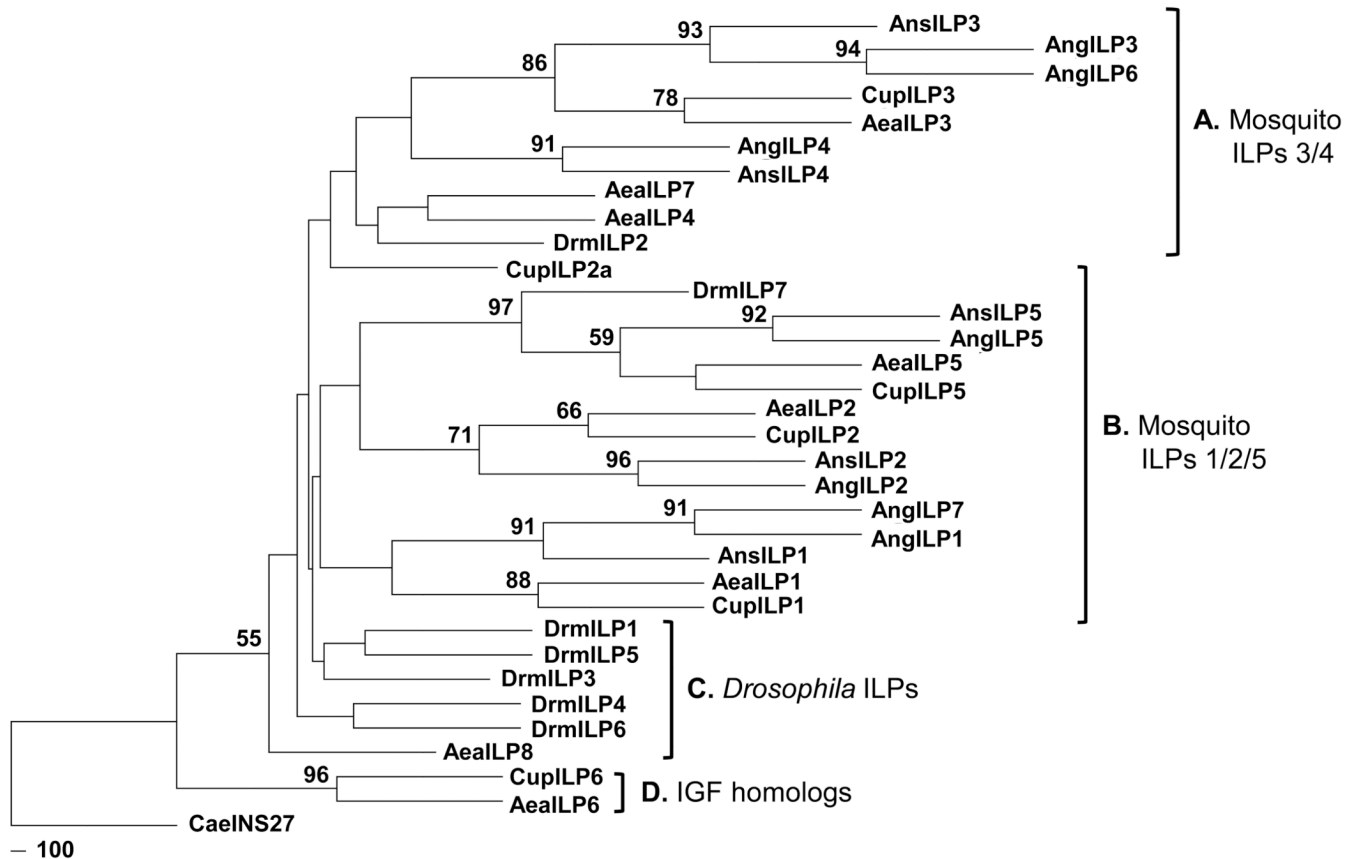 AnsILP3
93
AngILP3
94
86
AngILP6
CupILP3
78
AeaILP3
A. Mosquito
ILPs 3/4
AngILP4
91
AnsILP4
AeaILP7
AeaILP4
DrmILP2
CupILP2a
DrmILP7
97
AnsILP5
92
59
AngILP5
AeaILP5
CupILP5
AeaILP2
66
B. Mosquito
ILPs 1/2/5
71
CupILP2
AnsILP2
96
AngILP2
AngILP7
91
91
AngILP1
AnsILP1
AeaILP1
88
CupILP1
DrmILP1
55
DrmILP5
DrmILP3
C. Drosophila ILPs
DrmILP4
DrmILP6
AeaILP8
96
CupILP6
D. IGF homologs
AeaILP6
CaeINS27
100